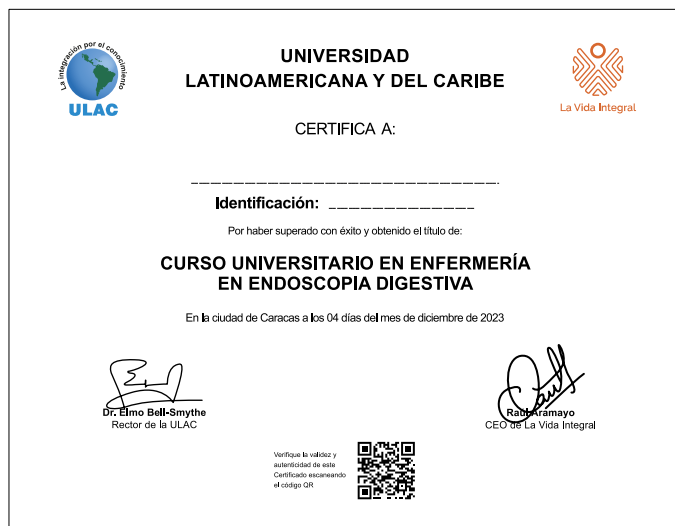 La integración por el conocimiento
ULAC
UNIVERSIDAD
LATINOAMERICANA Y DEL CARIBE
La Vida Integral
CERTIFICA A:
Identificación:
Por haber superado con éxito y obtenido el título de:
CURSO UNIVERSITARIO EN ENFERMERÍA
EN ENDOSCOPIA DIGESTIVA
En la ciudad de Caracas a los 04 días del mes de diciembre de 2023
Dr. Elmo Bell-Smythe
Rector de la ULAC
Raúl Aramayo
CEO de La Vida Integral
Verifique la validez y
autenticidad de este
Certificado escaneando
el código QR